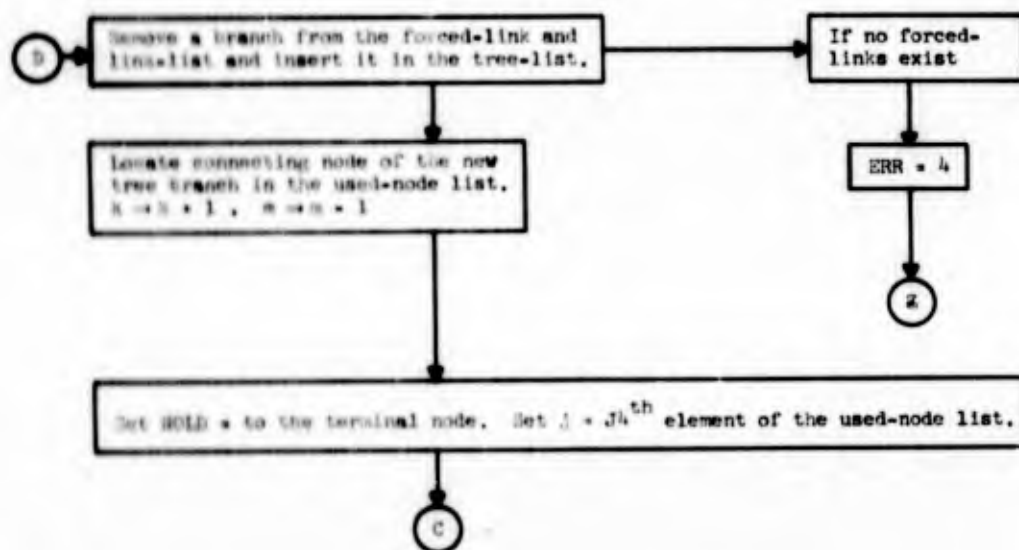 D
Remove a branch from the forced-link and
link-list and insert it in the tree-list.
If no forced-
links exist
Locate connecting node of the new
tree branch in the used-node list.
→ + 1 , m → m - 1
ERR = 4
Z
Set HOLD = to the terminal node. Set j = J4th element of the used-node list.
C